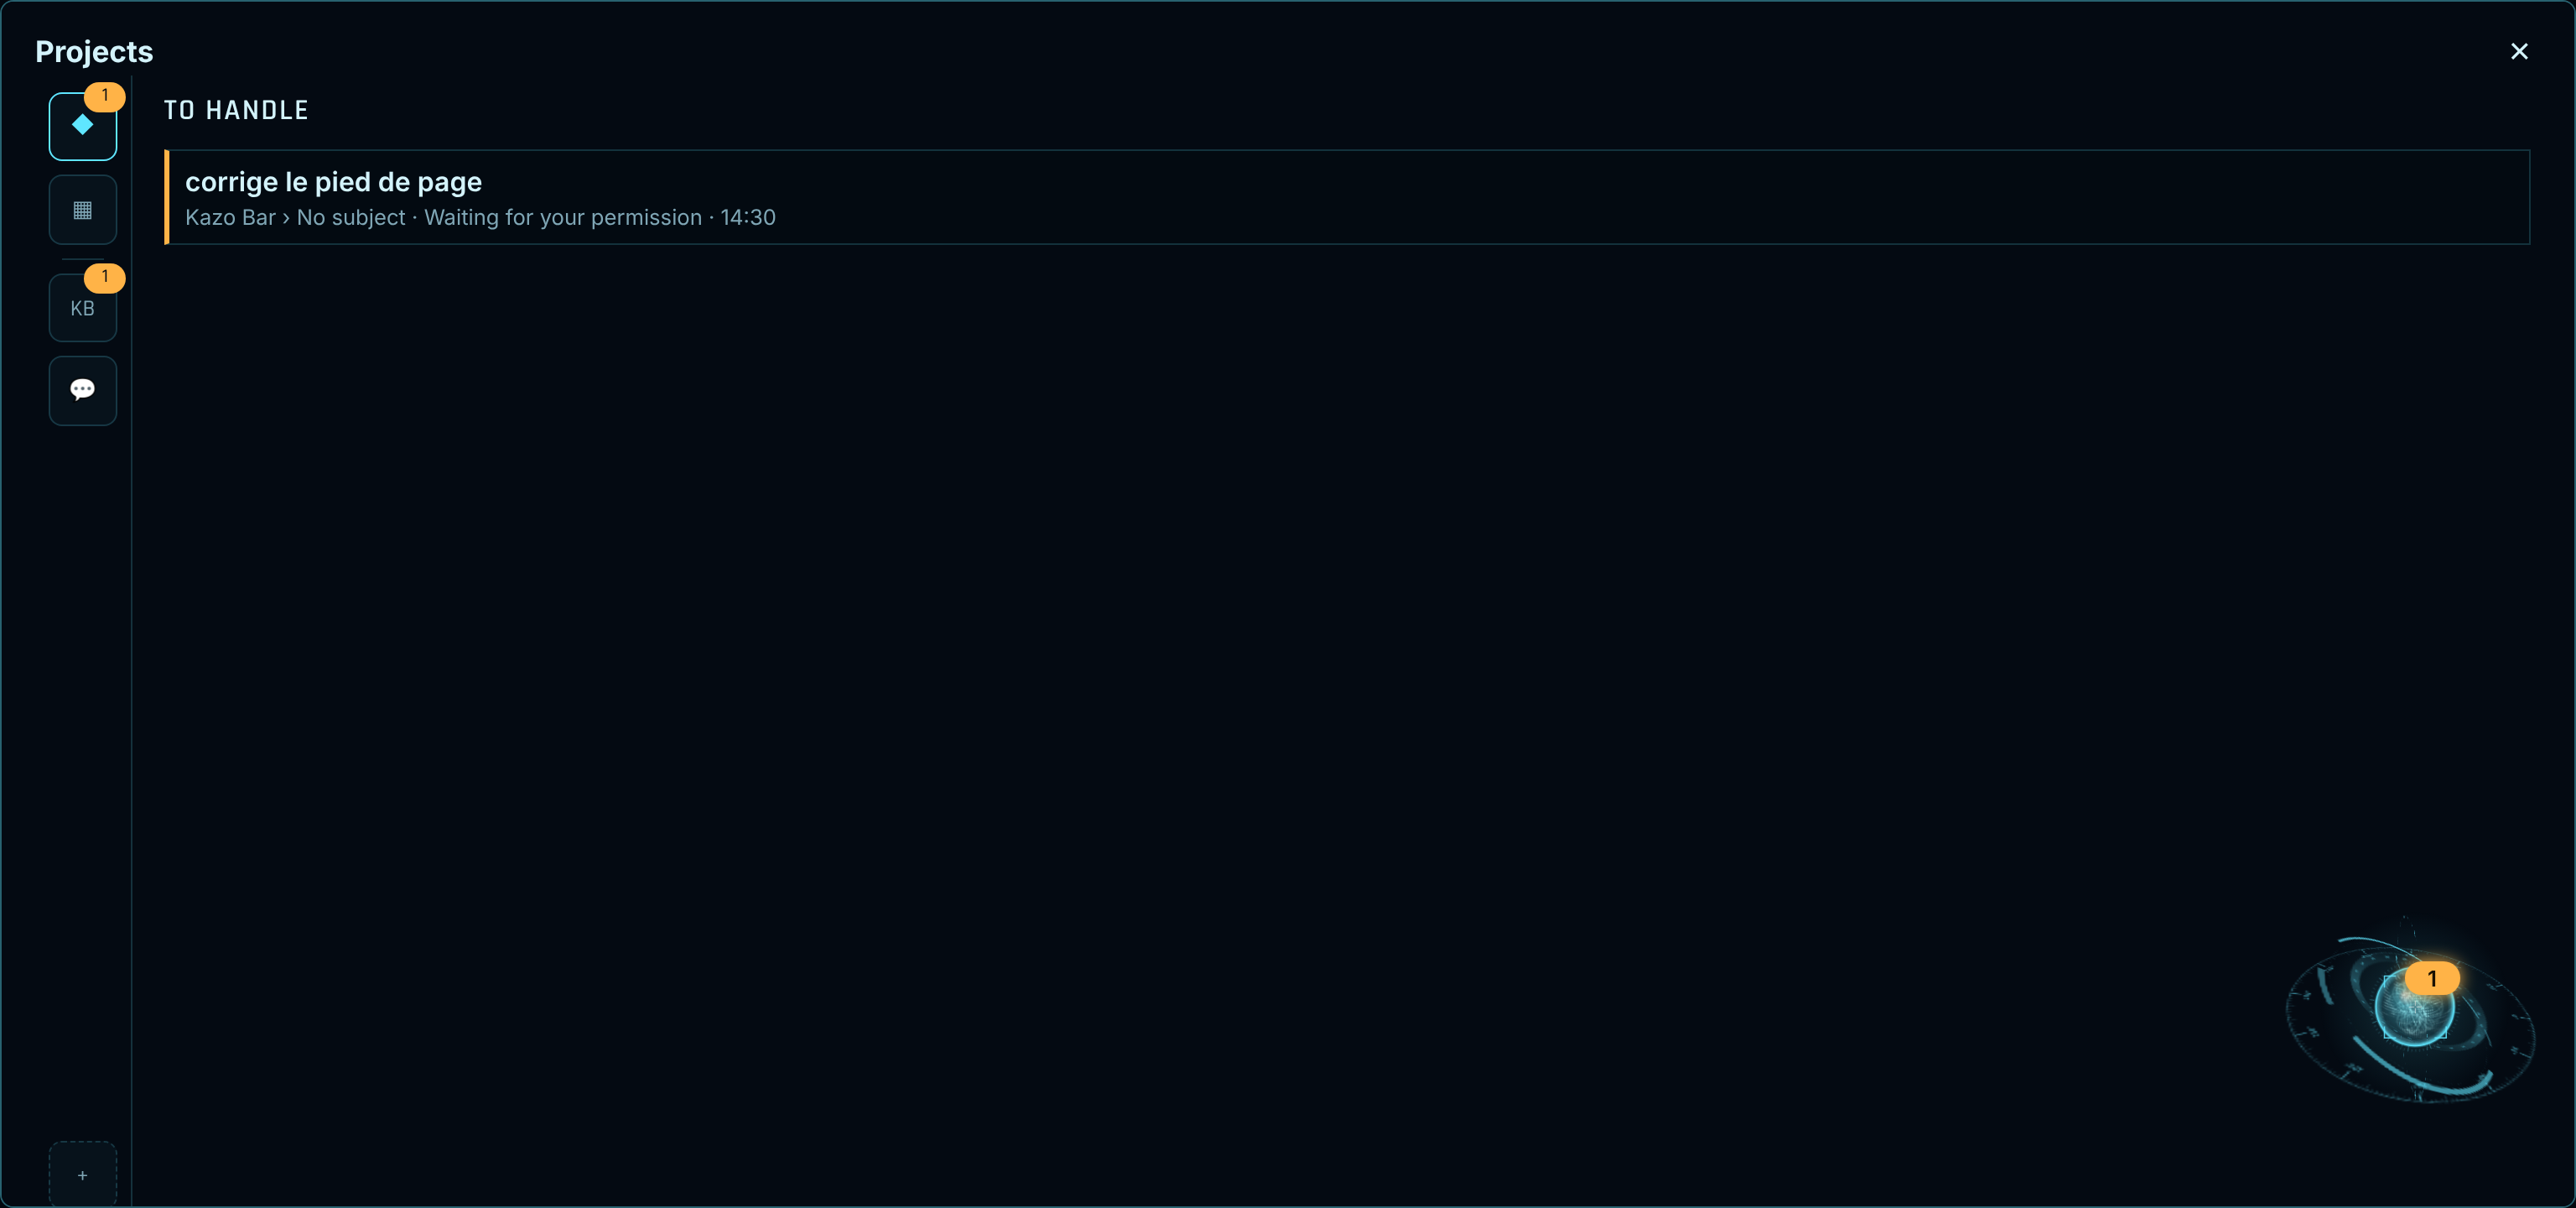 Projects
✕
1
TO HANDLE
corrige le pied de page
Kazo Bar › No subject · Waiting for your permission · 14:30
1
KB
1
+